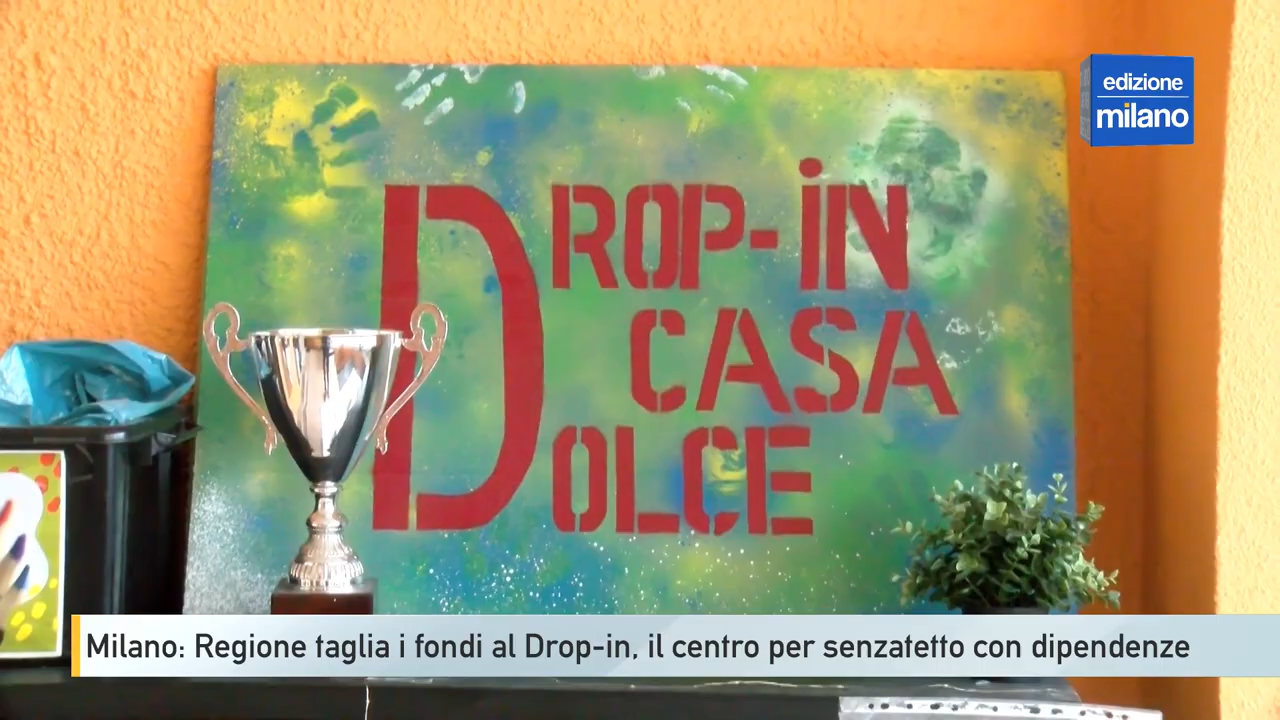 edizione
milano
DROP-iN
CASA
DOLCE
Milano: Regione taglia i fondi al Drop-in, il centro per senzatetto con dipendenze